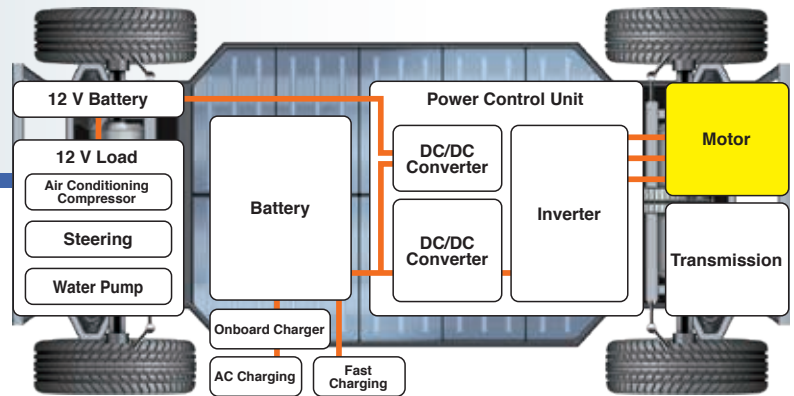 12 V Battery
12 V Load
Air Conditioning
Compressor
Steering
Water Pump
Battery
Onboard Charger
AC Charging
Fast
Charging
Power Control Unit
DC/DC
Converter
DC/DC
Converter
Inverter
Motor
Transmission